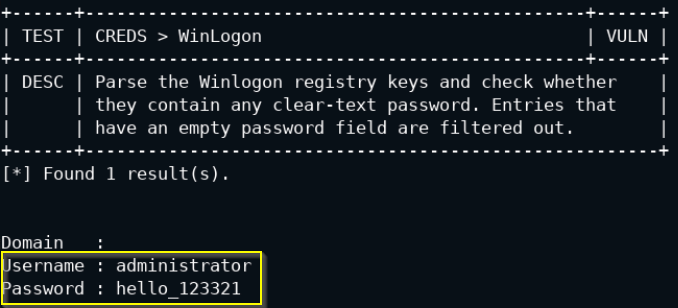 +------+------------------------------------------------+------+
| TEST | CREDS > WinLogon                               | VULN |
+------+------------------------------------------------+------+
| DESC | Parse the Winlogon registry keys and check whether    |
|      | they contain any clear-text password. Entries that    |
|      | have an empty password field are filtered out.        |
+------+-------------------------------------------------------+
[*] Found 1 result(s).
Domain   :
Username : administrator
Password : hello_123321